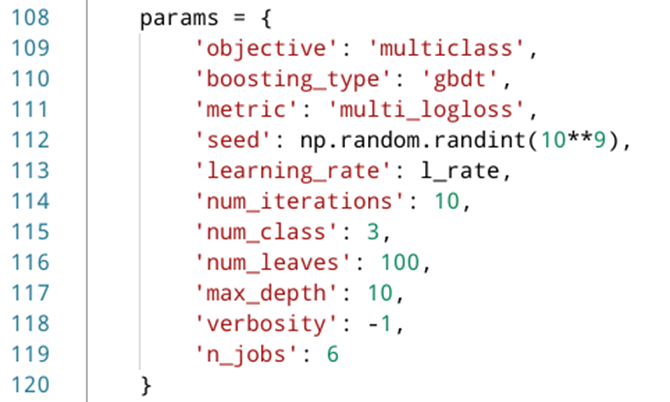 108 params = {
109 'objective': 'multiclass',
110 'boosting_type': 'gbdt',
111 'metric': 'multi_logloss',
112 'seed': np.random.randint(10**9),
113 'learning_rate': l_rate,
114 'num_iterations': 10,
115 'num_class': 3,
116 'num_leaves': 100,
117 'max_depth': 10,
118 'verbosity': -1,
119 'n_jobs': 6
120 }